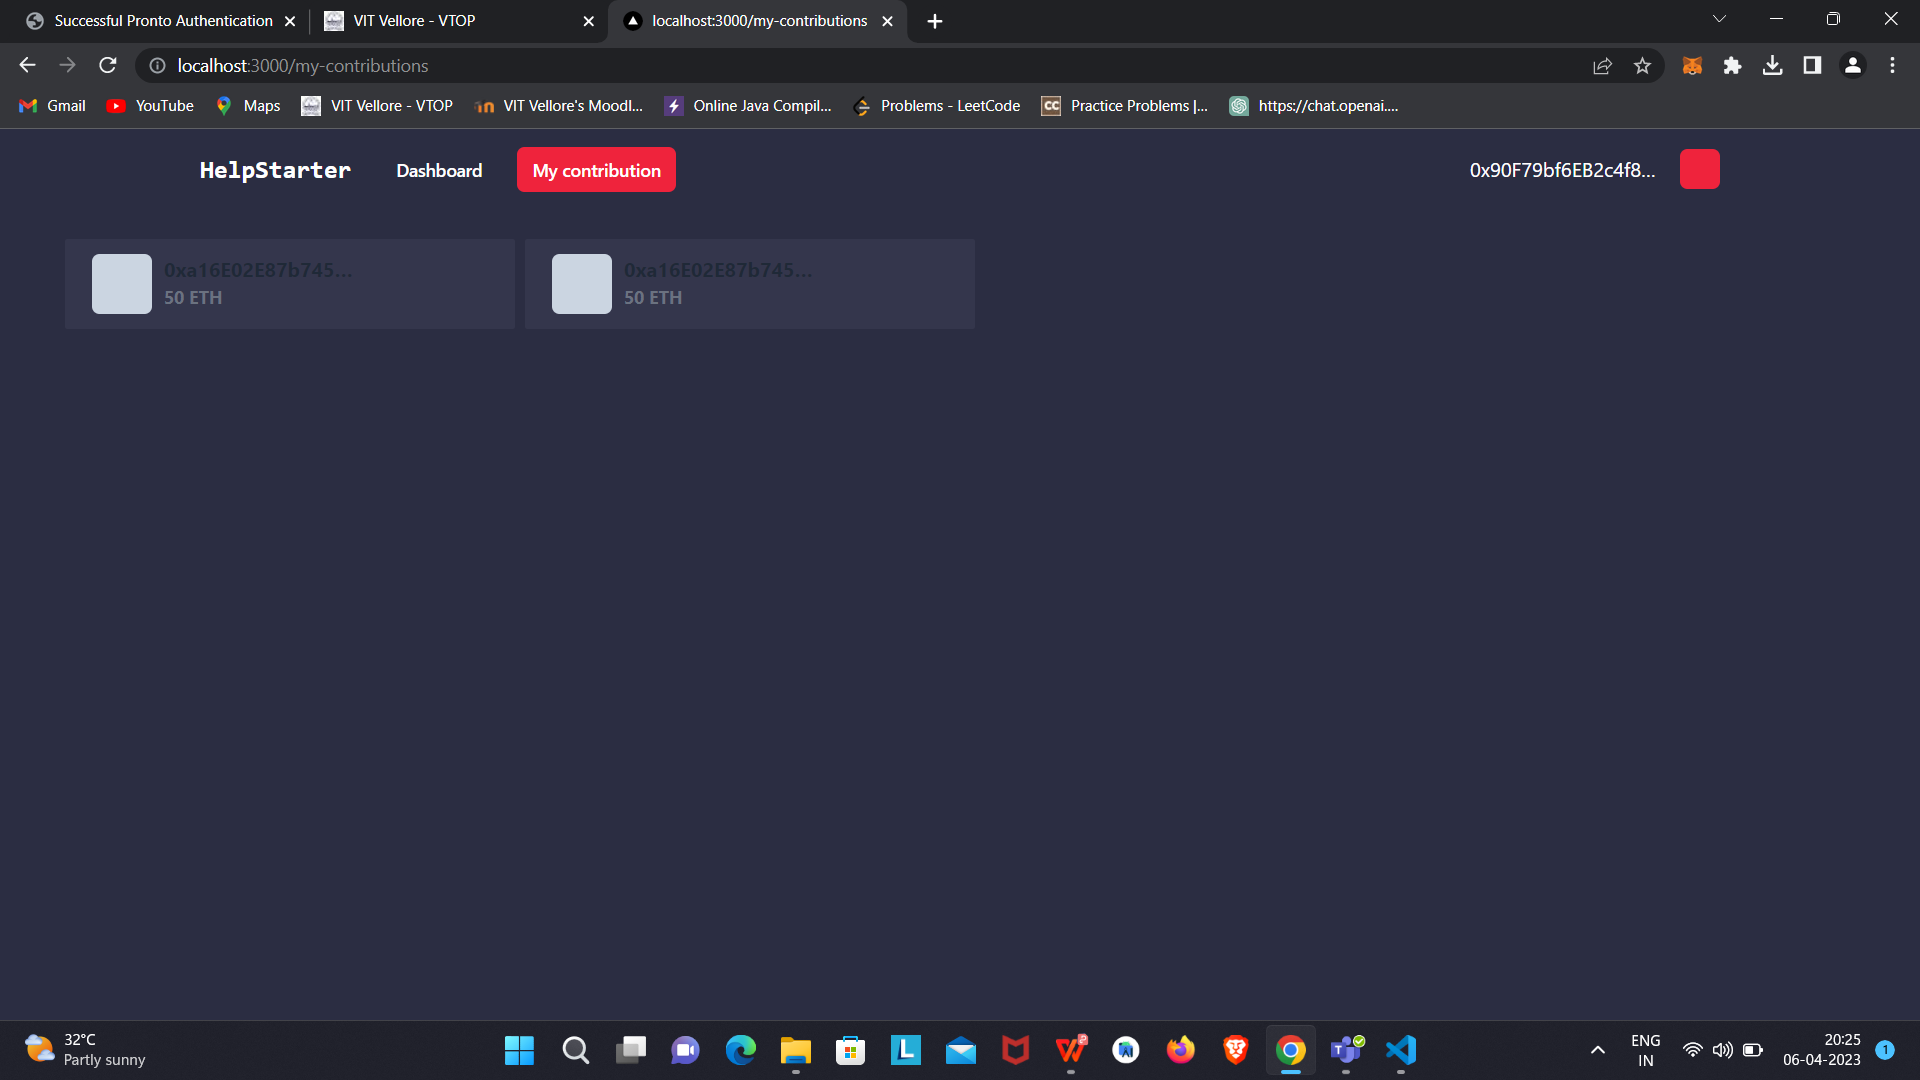 Successful Pronto Authentication
VIT Vellore - VTOP
localhost:3000/my-contributions
localhost:3000/my-contributions
Gmail
YouTube
Maps
VIT Vellore - VTOP
VIT Vellore's Moodl...
Online Java Compil...
Problems - LeetCode
CC
Practice Problems |...
https://chat.openai....
HelpStarter
Dashboard
My contribution
0x90F79bf6EB2c4f8...
0xa16E02E87b745...
50 ETH
0xa16E02E87b745...
50 ETH
32°C
Partly sunny
ENG
IN
20:25
06-04-2023
1